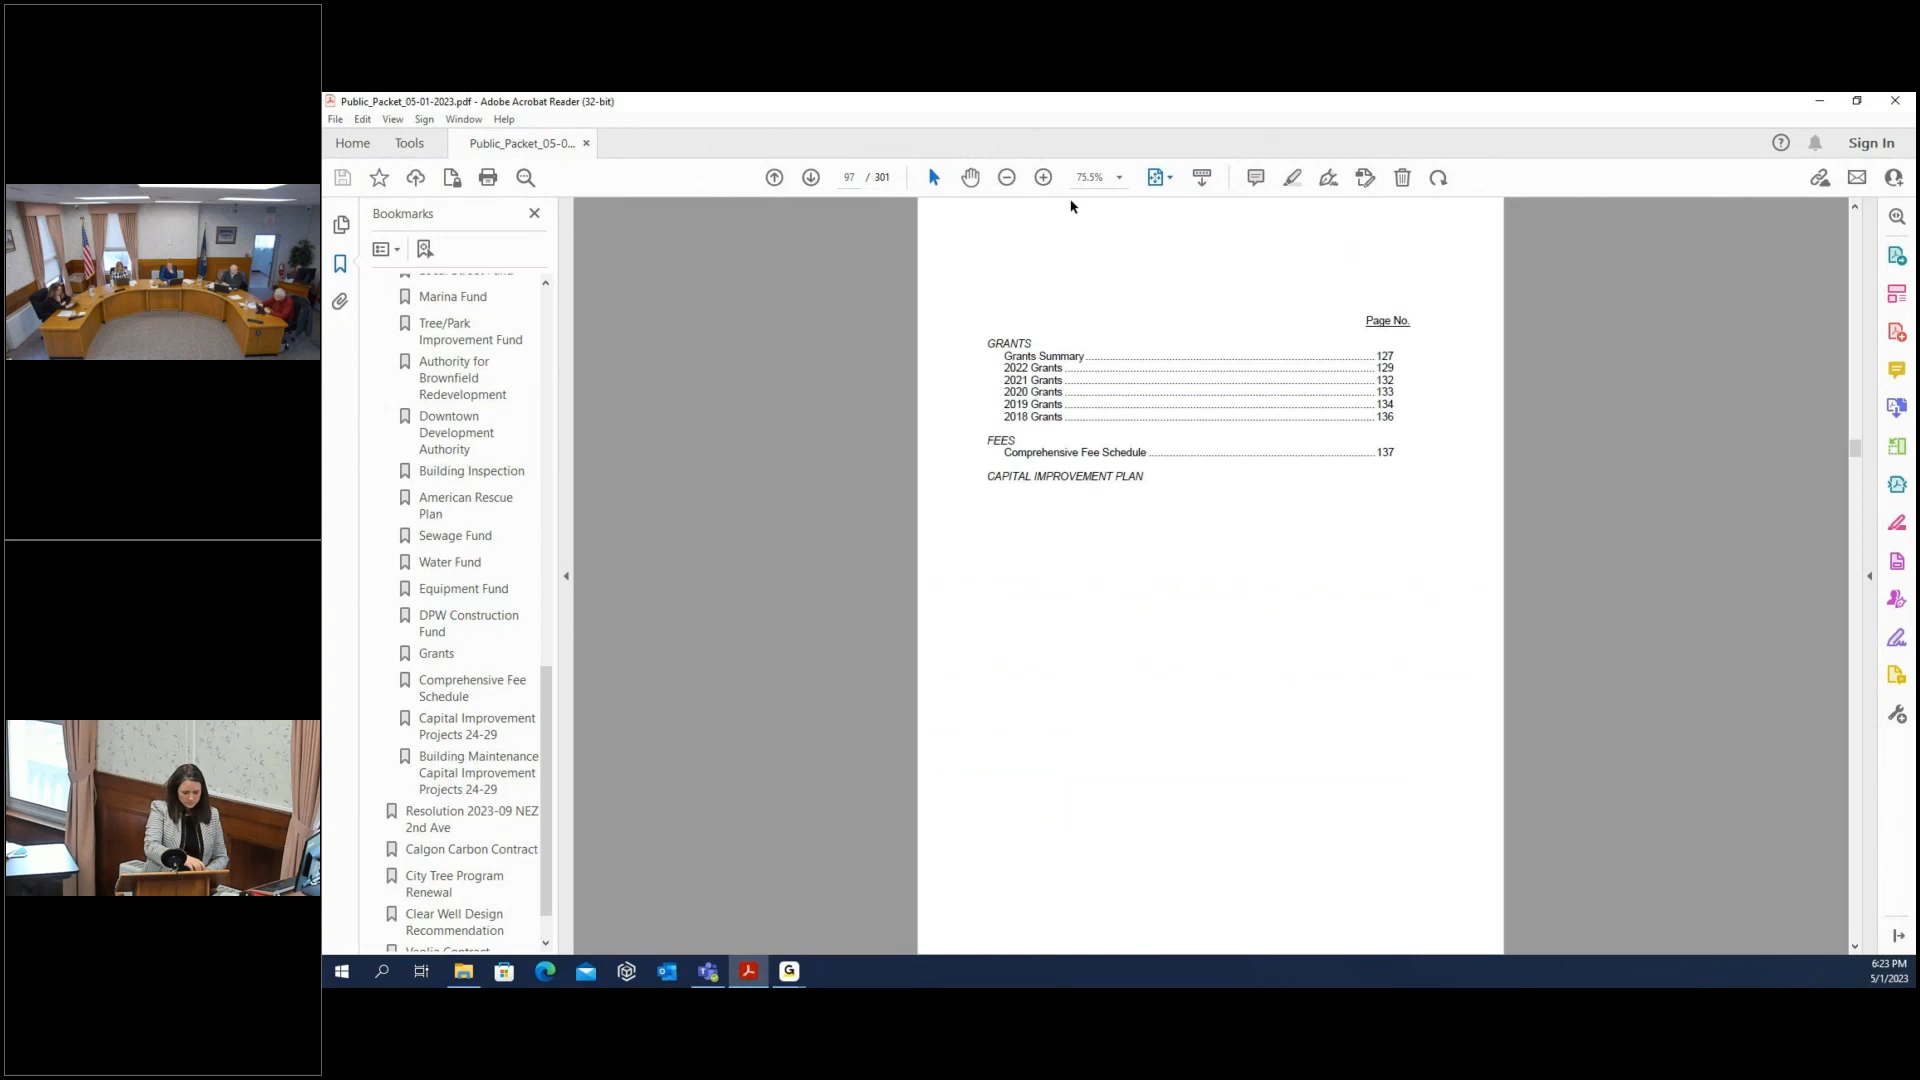 Public_Packet_05-01-2023.pdf - Adobe Acrobat Reader (32-bit)
File Edit View Sign Window Help
Home Tools Public_Packet_05-0... Sign In
97 / 301 75.5%
Bookmarks
Marina Fund
Tree/Park
Improvement Fund
Authority for
Brownfield
Redevelopment
Downtown
Development
Authority
Building Inspection
American Rescue
Plan
Sewage Fund
Water Fund
Equipment Fund
DPW Construction
Fund
Grants
Comprehensive Fee
Schedule
Capital Improvement
Projects 24-29
Building Maintenance
Capital Improvement
Projects 24-29
Resolution 2023-09 NEZ
2nd Ave
Calgon Carbon Contract
City Tree Program
Renewal
Clear Well Design
Recommendation
Page No.
GRANTS
Grants Summary 127
2022 Grants 129
2021 Grants 132
2020 Grants 133
2019 Grants 134
2018 Grants 136
FEES
Comprehensive Fee Schedule 137
CAPITAL IMPROVEMENT PLAN
6:23 PM
5/1/2023